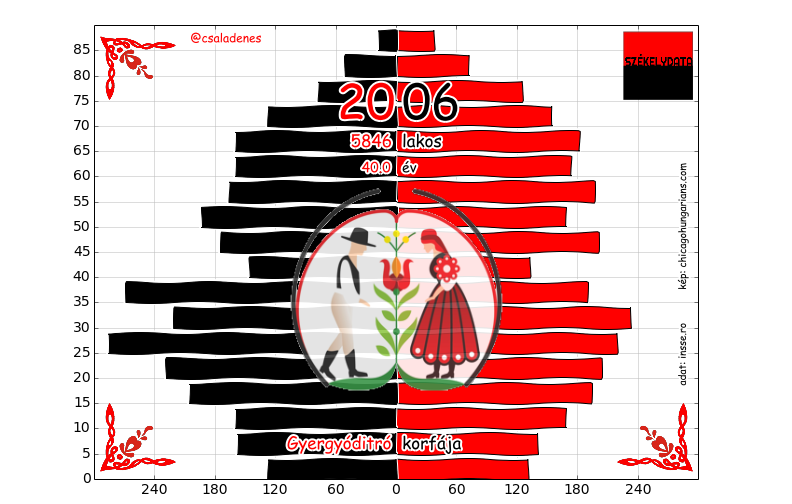 @csaladenes
SZÉKELYDATA
2006
5846 lakos
40.0 év
kép: chicagohungarians.com
adat: insse.ro
Gyergyóditró korfája
85
80
75
70
65
60
55
50
45
40
35
30
25
20
15
10
5
0
240 180 120 60 0 60 120 180 240